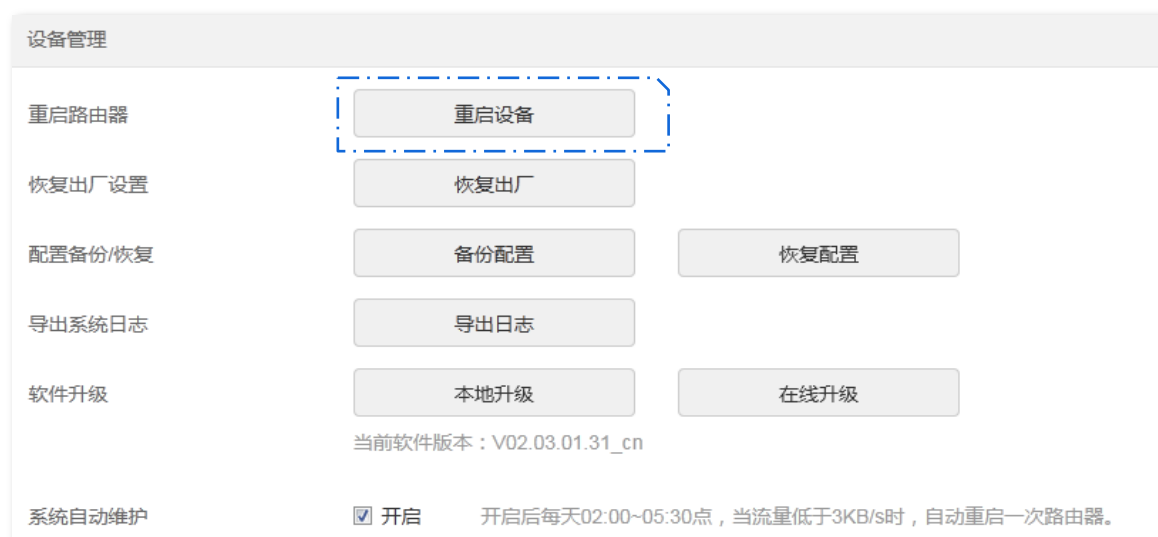 设备管理
重启路由器 重启设备
恢复出厂设置 恢复出厂
配置备份/恢复 备份配置 恢复配置
导出系统日志 导出日志
软件升级 本地升级 在线升级
当前软件版本：V02.03.01.31_cn
系统自动维护 开启 开启后每天02:00~05:30点，当流量低于3KB/s时，自动重启一次路由器。